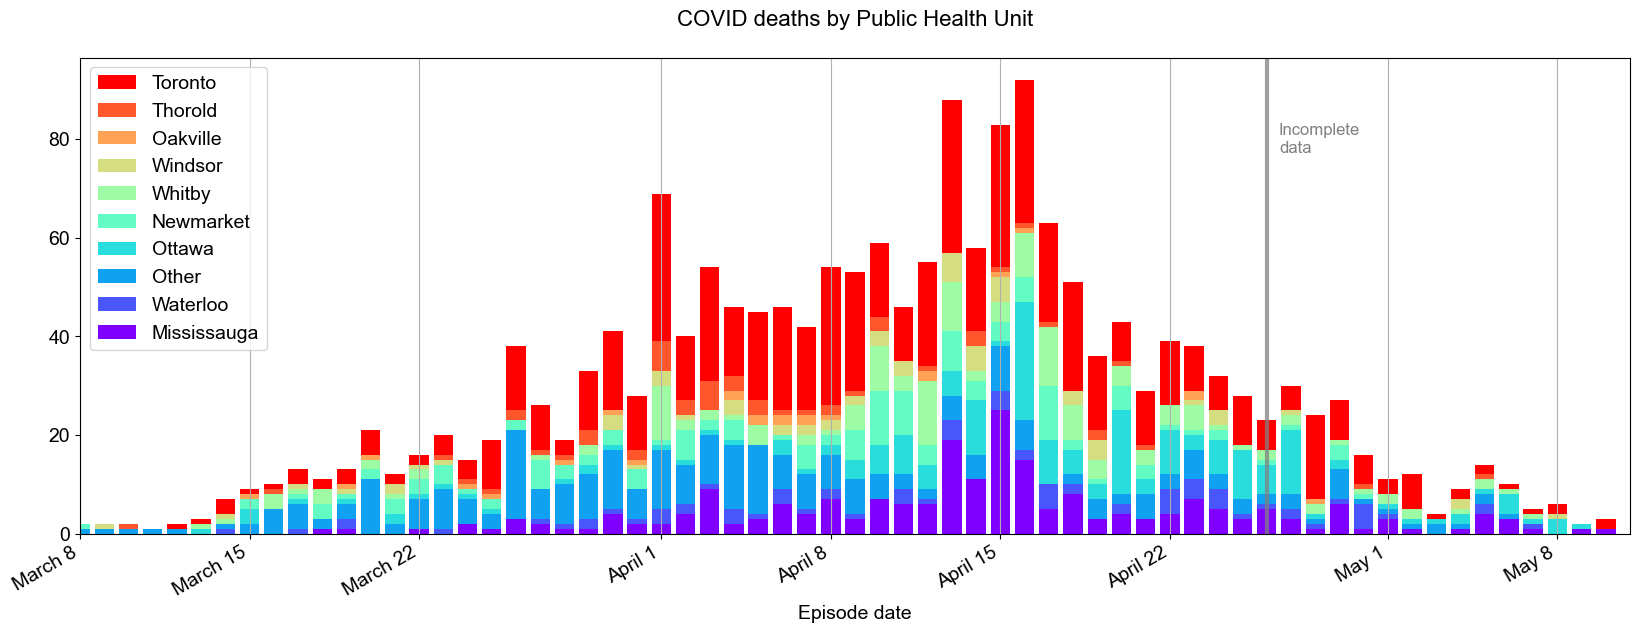 COVID deaths by Public Health Unit
Toronto
Thorold
Oakville
Windsor
Whitby
Newmarket
Ottawa
Other
Waterloo
Mississauga
Incomplete
data
80
60
40
20
0
March 8
March 15
March 22
April 1
April 8
April 15
April 22
May 1
May 8
Episode date